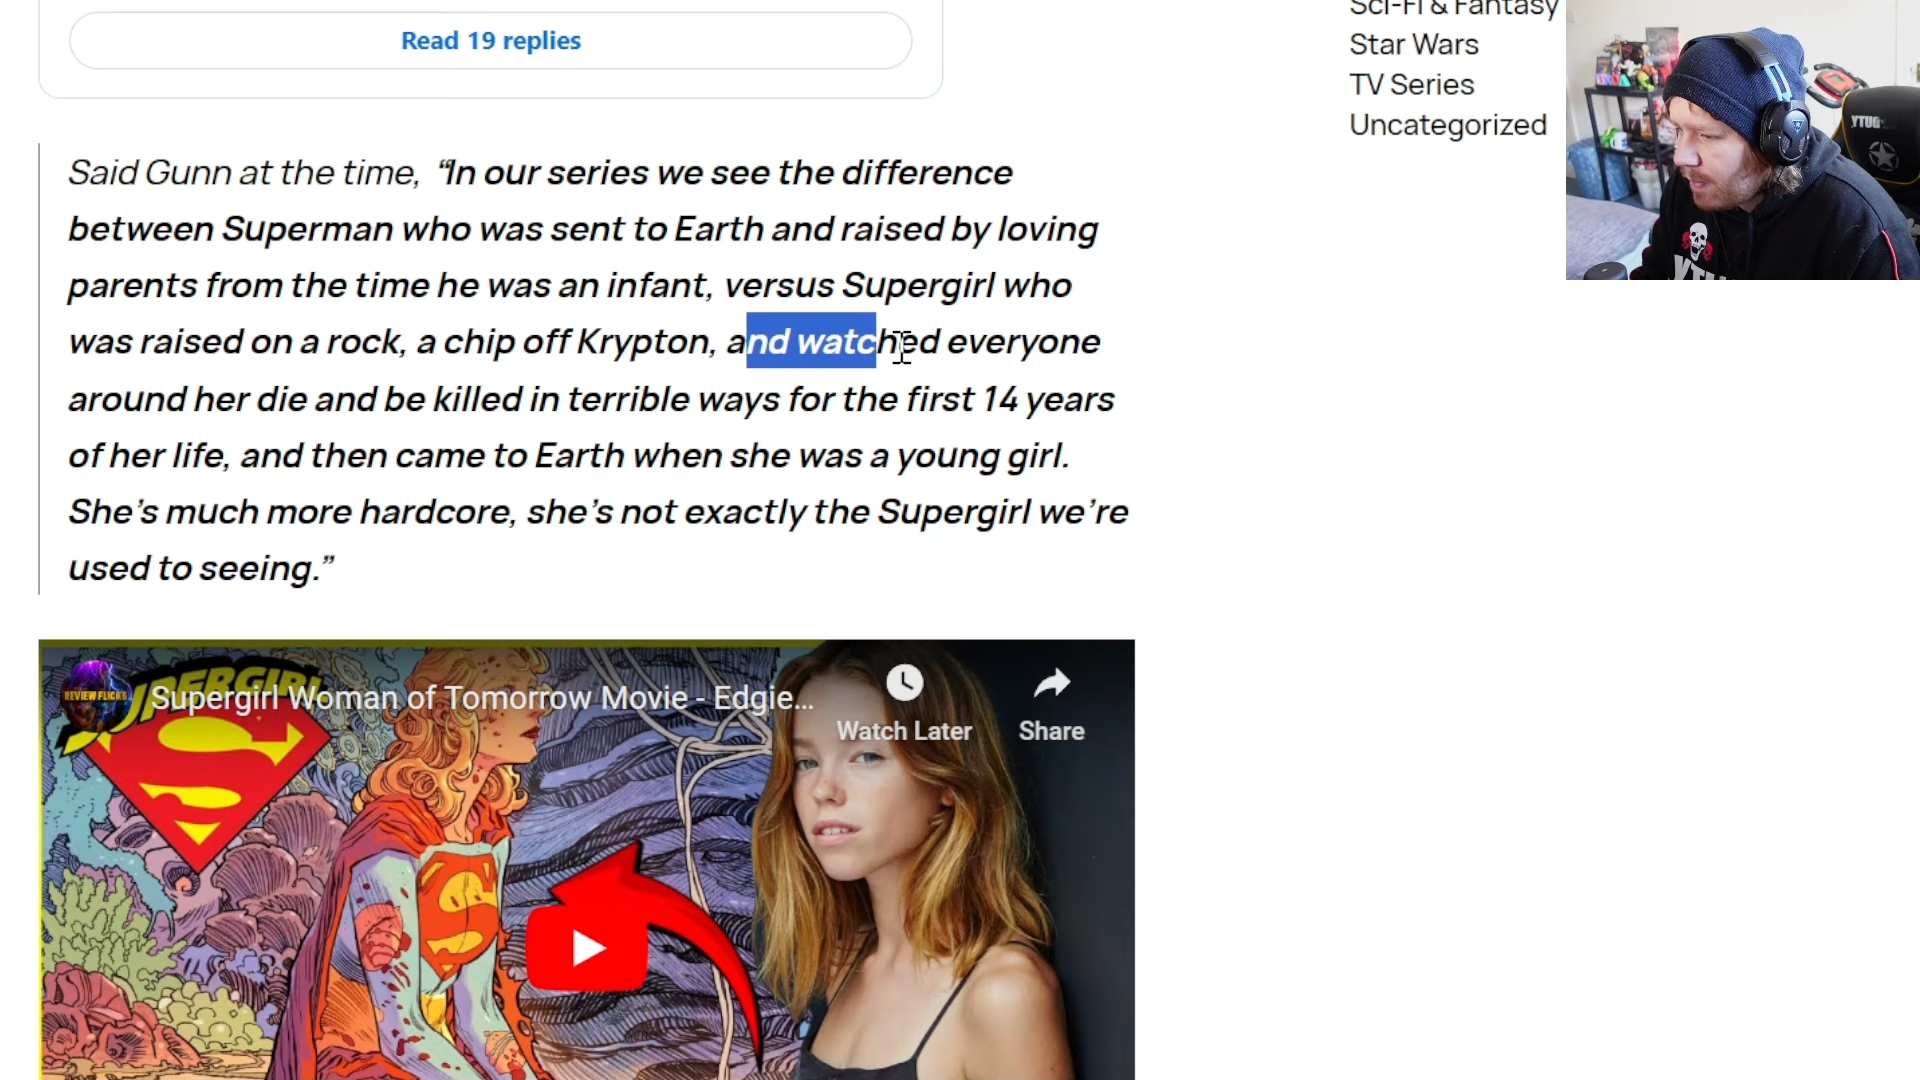 Read 19 replies
Sci-Fi & Fantasy
Star Wars
TV Series
Uncategorized
Said Gunn at the time, “In our series we see the difference
between Superman who was sent to Earth and raised by loving
parents from the time he was an infant, versus Supergirl who
was raised on a rock, a chip off Krypton, and watched everyone
around her die and be killed in terrible ways for the first 14 years
of her life, and then came to Earth when she was a young girl.
She’s much more hardcore, she’s not exactly the Supergirl we’re
used to seeing.”
REVIEW FLICKS
Supergirl Woman of Tomorrow Movie - Edgie...
Watch Later
Share